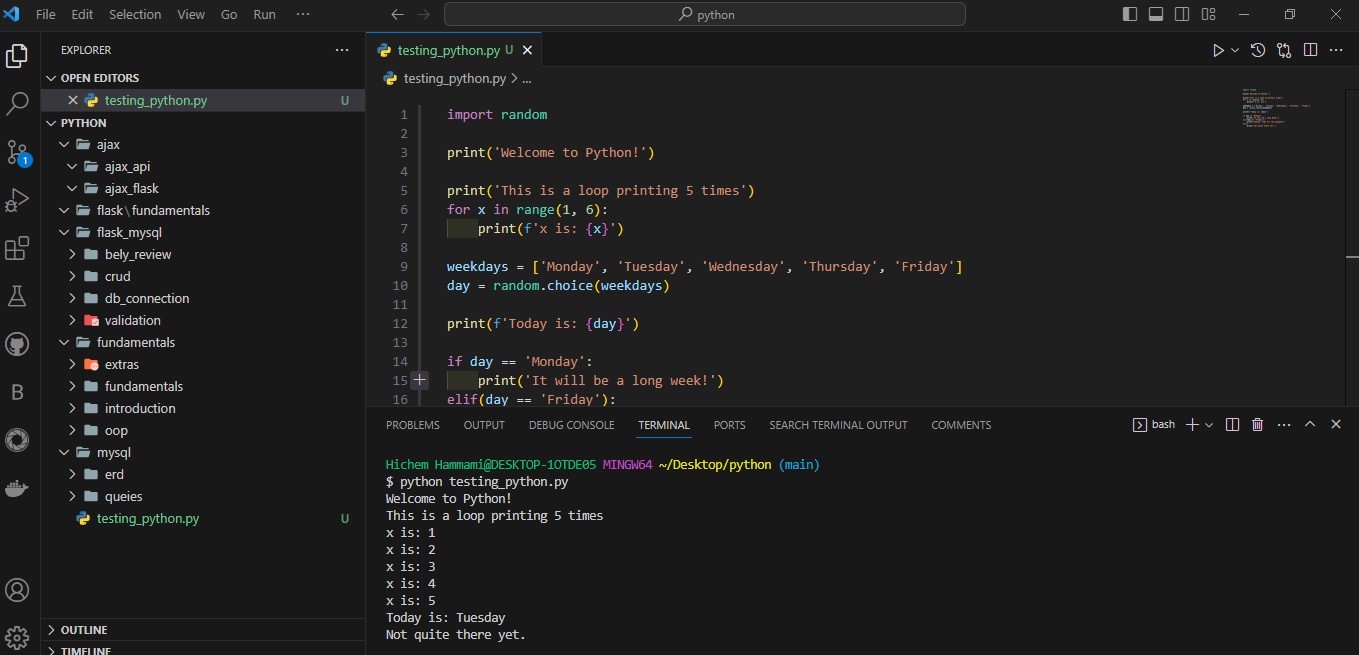 File Edit Selection View Go Run ··· python
EXPLORER ···
OPEN EDITORS
testing_python.py U
PYTHON
ajax
ajax_api
ajax_flask
flask\fundamentals
flask_mysql
bely_review
crud
db_connection
validation
fundamentals
extras
fundamentals
introduction
oop
mysql
erd
queies
testing_python.py U
OUTLINE
TIMELINE
1
B
testing_python.py U
testing_python.py > ...
1 import random
2
3 print('Welcome to Python!')
4
5 print('This is a loop printing 5 times')
6 for x in range(1, 6):
7 print(f'x is: {x}')
8
9 weekdays = ['Monday', 'Tuesday', 'Wednesday', 'Thursday', 'Friday']
10 day = random.choice(weekdays)
11
12 print(f'Today is: {day}')
13
14 if day == 'Monday':
15 print('It will be a long week!')
16 elif(day == 'Friday'):
PROBLEMS OUTPUT DEBUG CONSOLE TERMINAL PORTS SEARCH TERMINAL OUTPUT COMMENTS bash
Hichem Hammami@DESKTOP-1OTDE05 MINGW64 ~/Desktop/python (main)
$ python testing_python.py
Welcome to Python!
This is a loop printing 5 times
x is: 1
x is: 2
x is: 3
x is: 4
x is: 5
Today is: Tuesday
Not quite there yet.